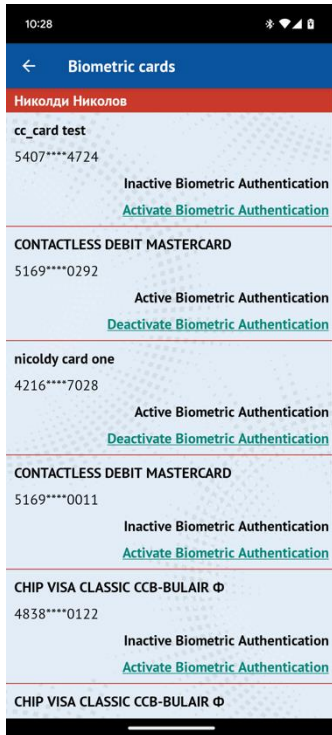 10:28
Biometric cards
Николди Николов
cc_card test
5407****4724
Inactive Biometric Authentication
Activate Biometric Authentication
CONTACTLESS DEBIT MASTERCARD
5169****0292
Active Biometric Authentication
Deactivate Biometric Authentication
nicoldy card one
4216****7028
Active Biometric Authentication
Deactivate Biometric Authentication
CONTACTLESS DEBIT MASTERCARD
5169****0011
Inactive Biometric Authentication
Activate Biometric Authentication
CHIP VISA CLASSIC CCB-BULAIR Ф
4838****0122
Inactive Biometric Authentication
Activate Biometric Authentication
CHIP VISA CLASSIC CCB-BULAIR Ф